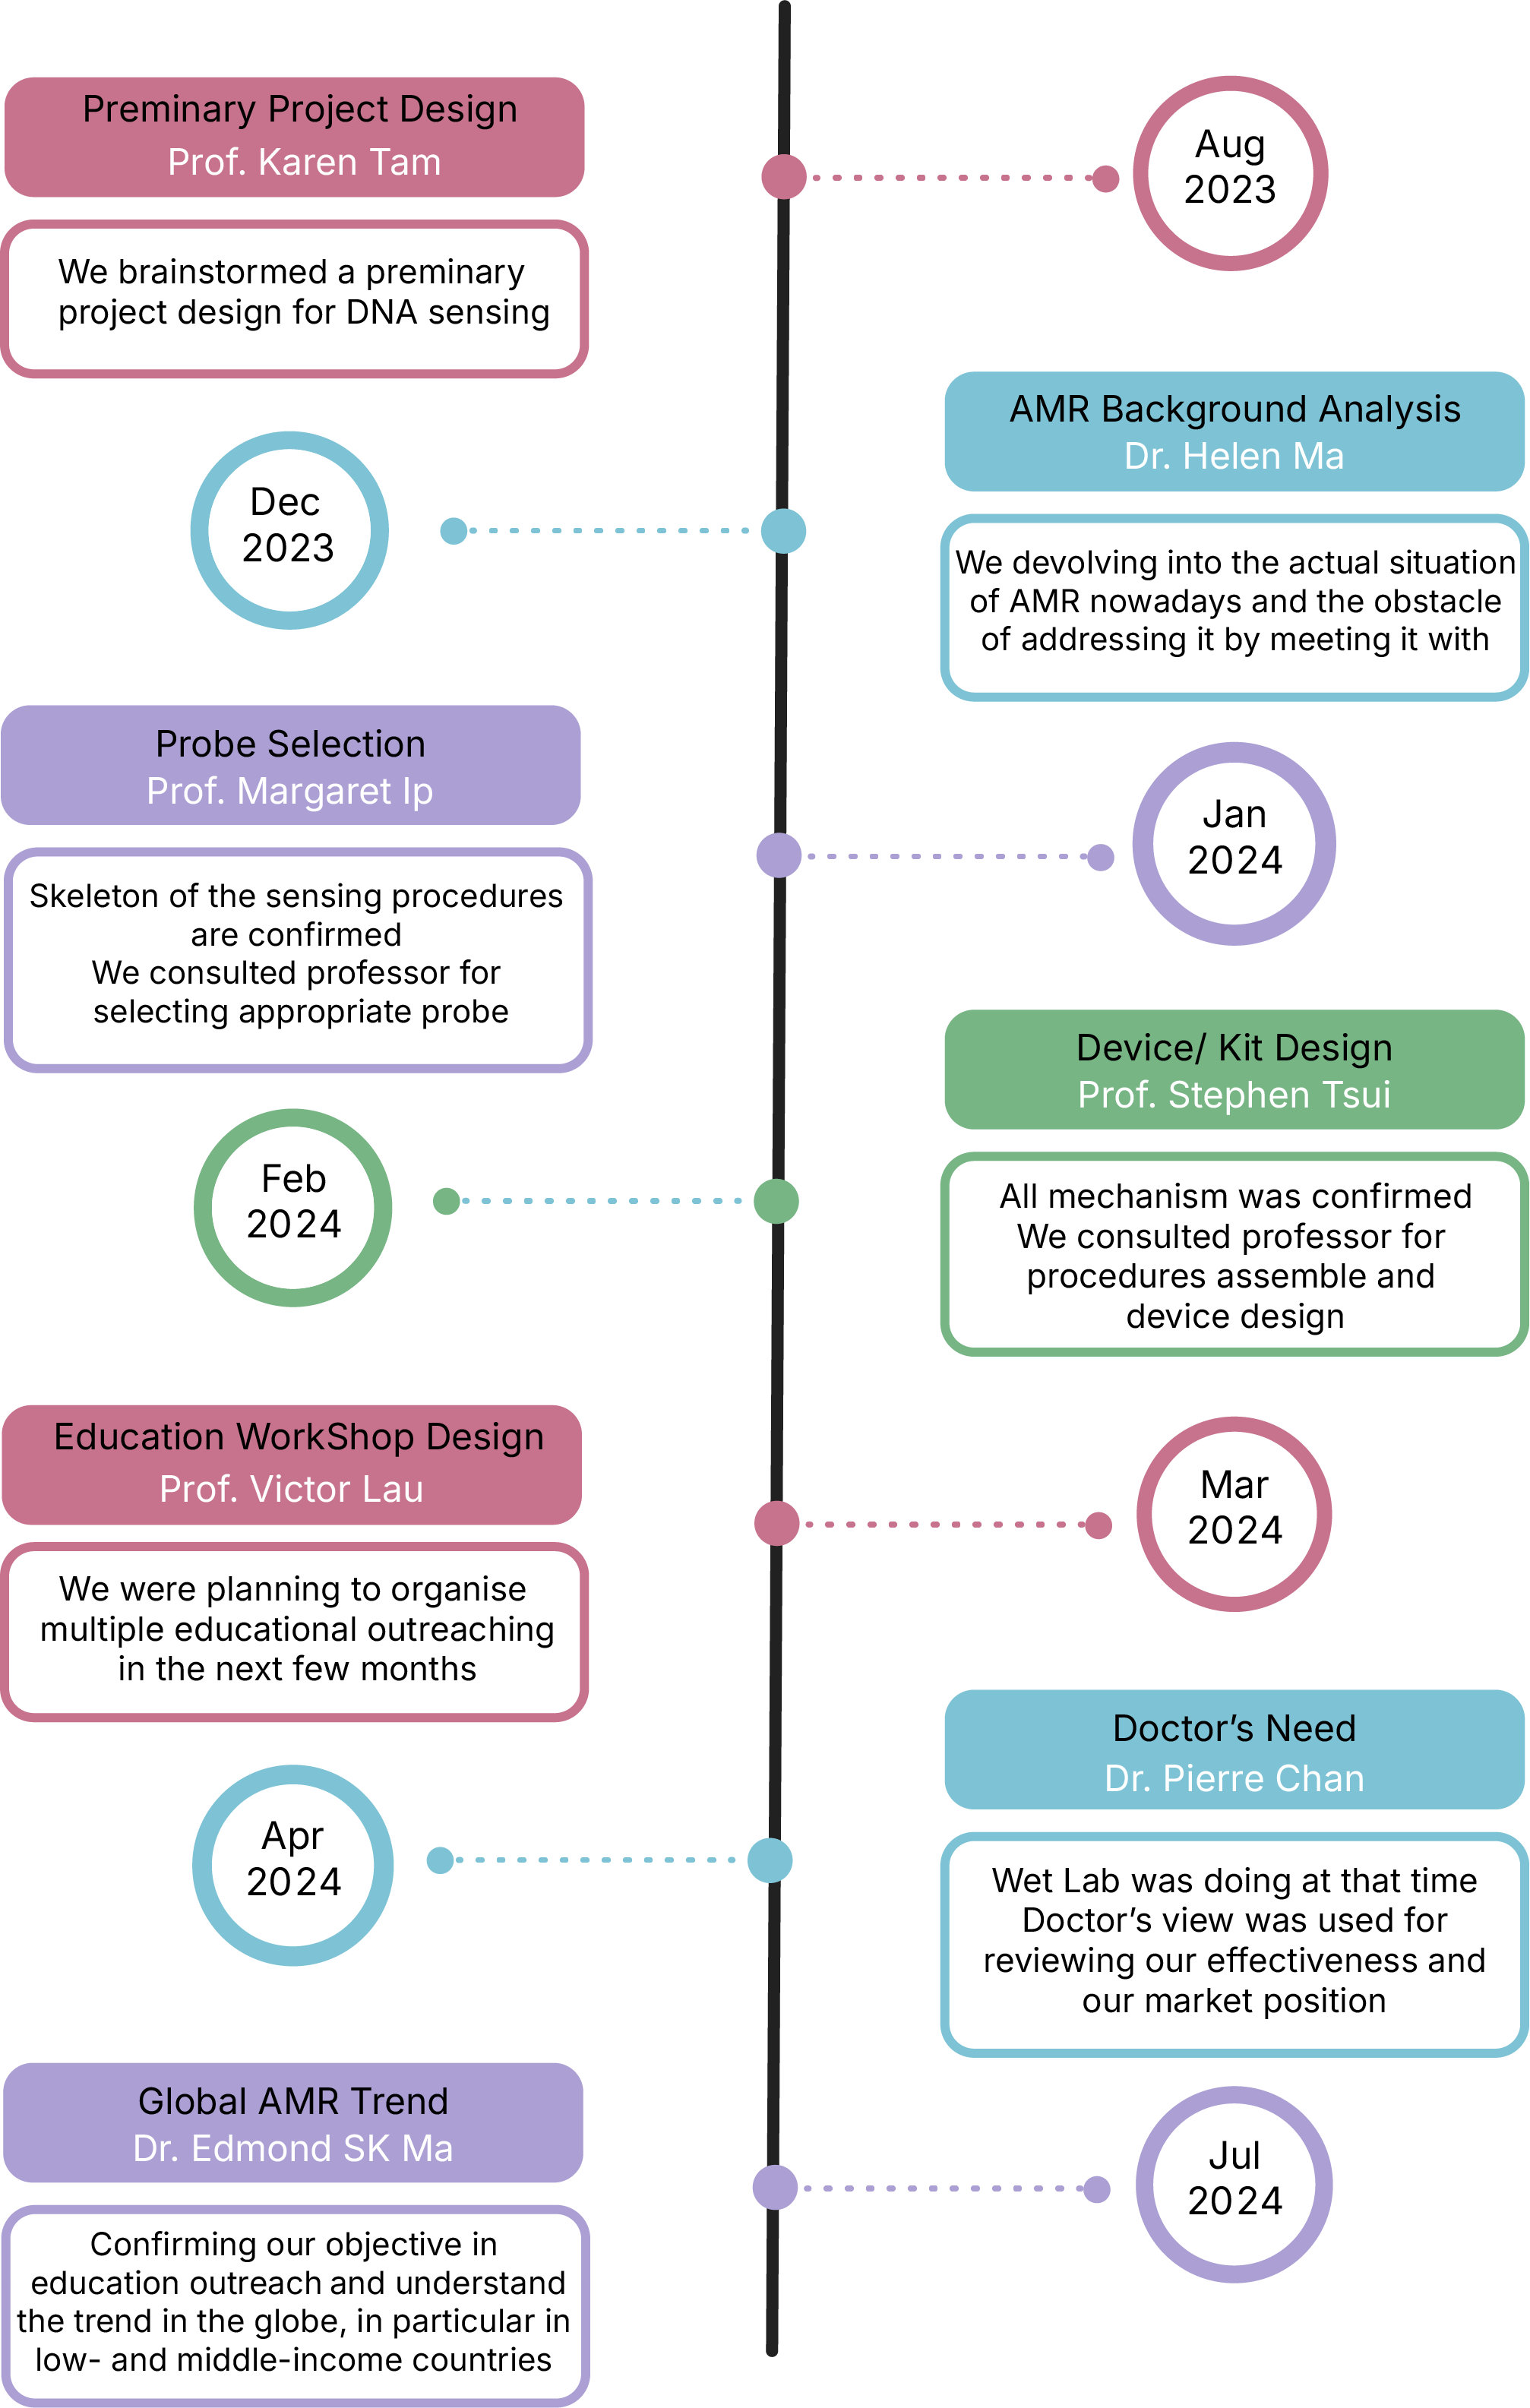 Preminary Project Design
Prof. Karen Tam
Aug
2023
We brainstormed a preminary
project design for DNA sensing
AMR Background Analysis
Dr. Helen Ma
Dec
2023
We devolving into the actual situation
of AMR nowadays and the obstacle
of addressing it by meeting it with
Probe Selection
Prof. Margaret Ip
Jan
2024
Skeleton of the sensing procedures
are confirmed
We consulted professor for
selecting appropriate probe
Device/ Kit Design
Prof. Stephen Tsui
Feb
2024
All mechanism was confirmed
We consulted professor for
procedures assemble and
device design
Education WorkShop Design
Prof. Victor Lau
Mar
2024
We were planning to organise
multiple educational outreaching
in the next few months
Doctor’s Need
Dr. Pierre Chan
Apr
2024
Wet Lab was doing at that time
Doctor’s view was used for
reviewing our effectiveness and
our market position
Global AMR Trend
Dr. Edmond SK Ma
Jul
2024
Confirming our objective in
education outreach and understand
the trend in the globe, in particular in
low- and middle-income countries